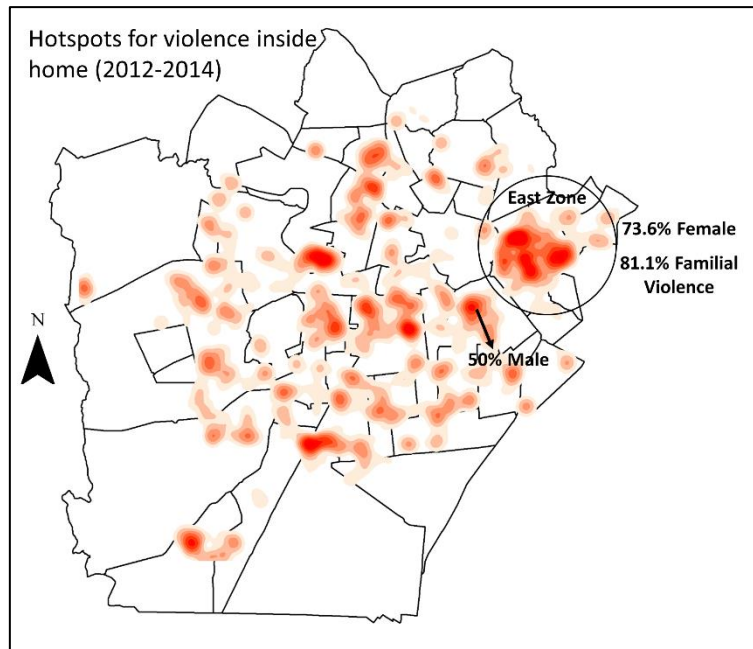 Hotspots for violence inside
home (2012-2014)
East Zone
73.6% Female
81.1% Familial
Violence
N
50% Male